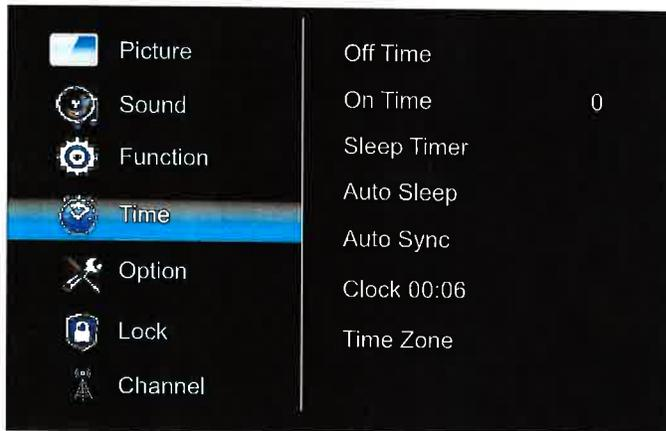 Picture
Sound
Function
Time
Option
Lock
Channel
Off Time
On Time 0
Sleep Timer
Auto Sleep
Auto Sync
Clock 00:06
Time Zone